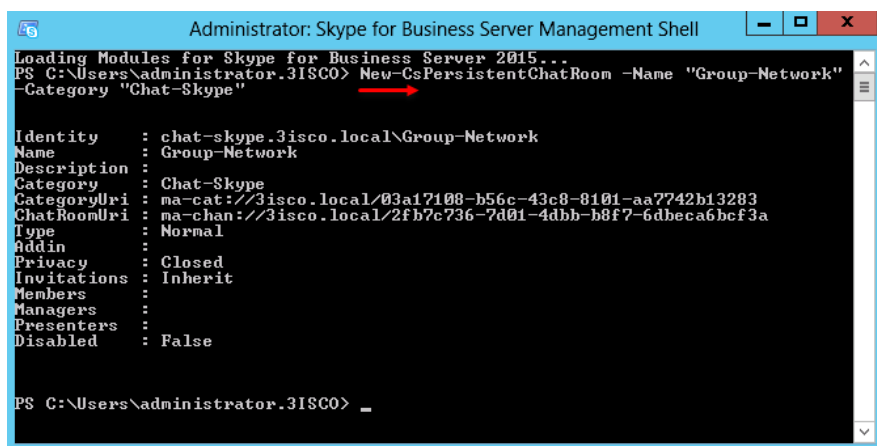 Administrator: Skype for Business Server Management Shell
Loading Modules for Skype for Business Server 2015...
PS C:\Users\administrator.3ISCO> New-CsPersistentChatRoom -Name "Group-Network"
-Category "Chat-Skype"
Identity : chat-skype.3isco.local\Group-Network
Name : Group-Network
Description :
Category : Chat-Skype
CategoryUri : ma-cat://3isco.local/03a17108-b56c-43c8-8101-aa7742b13283
ChatRoomUri : ma-chan://3isco.local/2fb7c736-7d01-4dbb-b8f7-6dbeca6bcf3a
Type : Normal
Addin :
Privacy : Closed
Invitations : Inherit
Members :
Managers :
Presenters :
Disabled : False
PS C:\Users\administrator.3ISCO> _